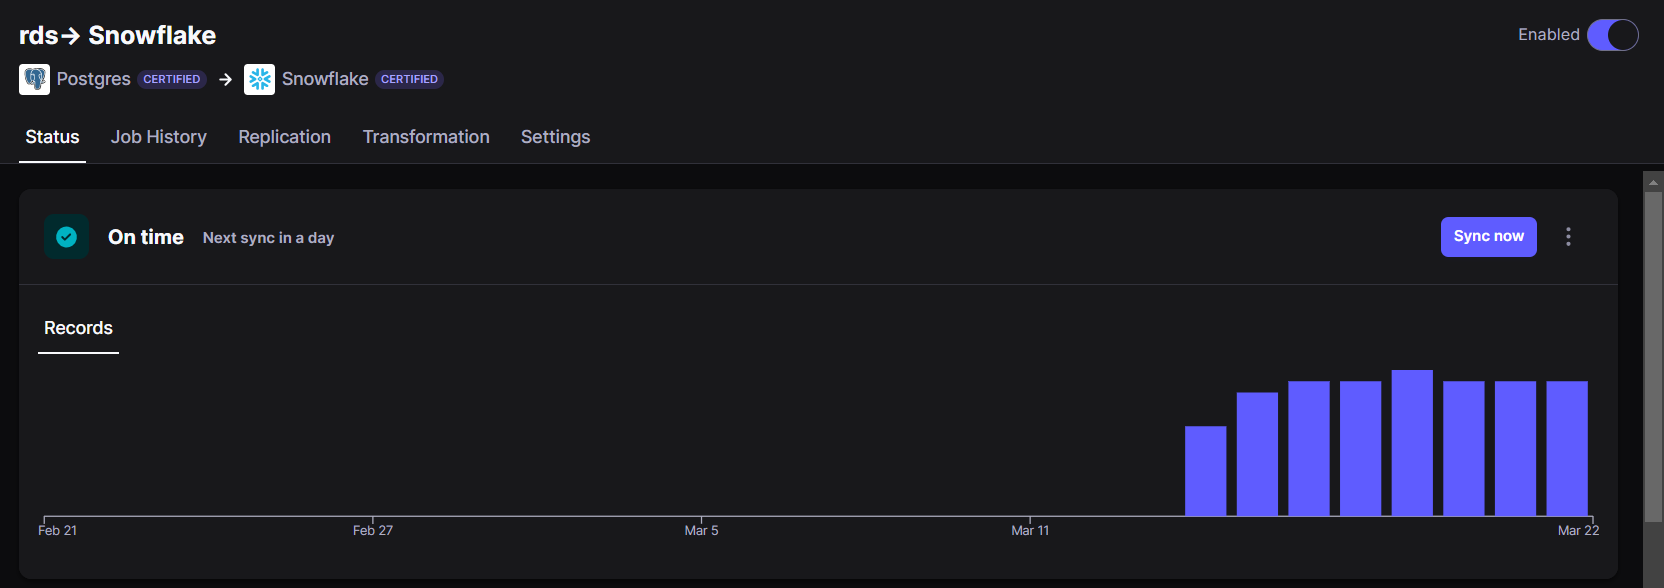 rds→ Snowflake
Enabled
Postgres CERTIFIED → Snowflake CERTIFIED
Status Job History Replication Transformation Settings
On time Next sync in a day
Sync now
Records
Feb 21 Feb 27 Mar 5 Mar 11 Mar 22